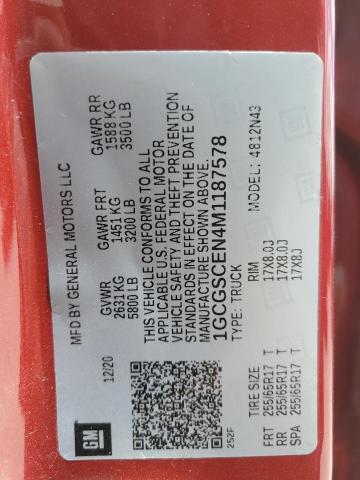 MFD BY GENERAL MOTORS LLC
12/20
GVWR
2631 KG
5800 LB
GAWR FRT
1451 KG
3200 LB
GAWR RR
1588 KG
3500 LB
THIS VEHICLE CONFORMS TO ALL
APPLICABLE U.S. FEDERAL MOTOR
VEHICLE SAFETY AND THEFT PREVENTION
STANDARDS IN EFFECT ON THE DATE OF
MANUFACTURE SHOWN ABOVE.
1GCGSCEN4M1187578
TYPE: TRUCK
MODEL: 4812N43
GM
252F
TIRE SIZE RIM
FRT 255/65R17 T 17X8.0J
RR 255/65R17 T 17X8.0J
SPA 255/65R17 T 17X8J